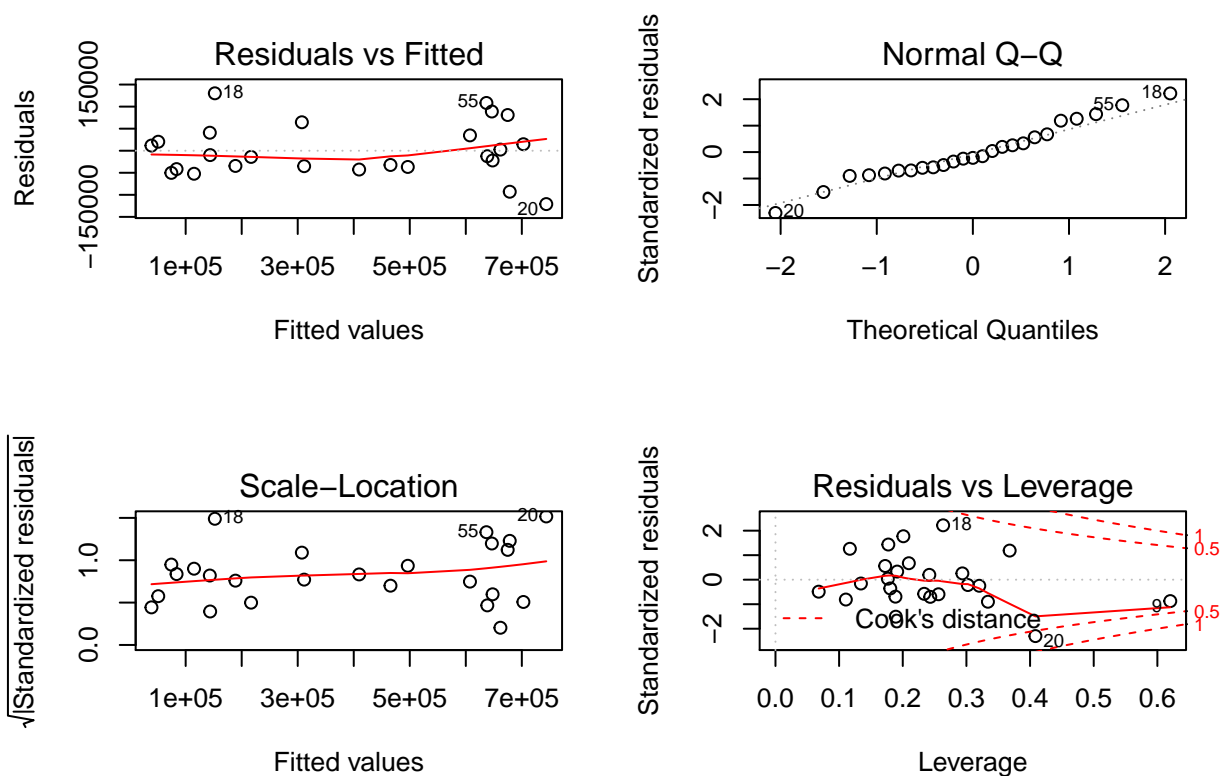 Residuals vs Fitted
Residuals
150000
−150000
18
55
20
1e+05 3e+05 5e+05 7e+05
Fitted values
Normal Q−Q
Standardized residuals
2
0
−2
18
55
20
−2 −1 0 1 2
Theoretical Quantiles
Scale−Location
√|Standardized residuals|
1.0
0.0
18
55
20
1e+05 3e+05 5e+05 7e+05
Fitted values
Residuals vs Leverage
Standardized residuals
2
0
−2
18
1
0.5
9
0.5
1
Cook's distance
20
0.0 0.1 0.2 0.3 0.4 0.5 0.6
Leverage